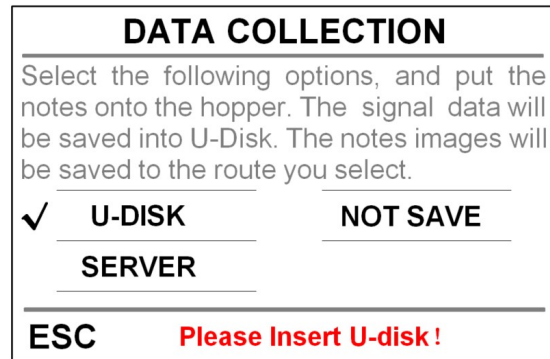 DATA COLLECTION
Select the following options, and put the
notes onto the hopper. The signal data will
be saved into U-Disk. The notes images will
be saved to the route you select.
√ U-DISK NOT SAVE
SERVER
ESC Please Insert U-disk!